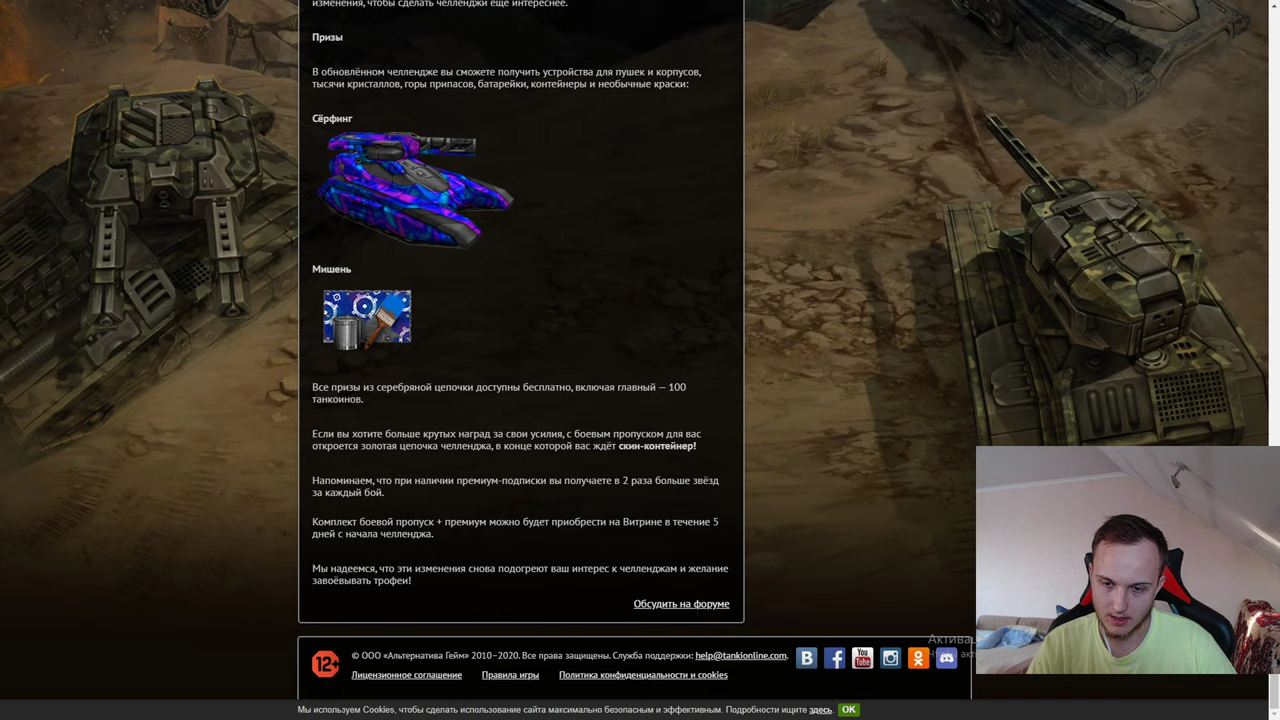 изменения, чтобы сделать челленджи ещё интереснее.
Призы
В обновлённом челлендже вы сможете получить устройства для пушек и корпусов,
тысячи кристаллов, горы припасов, батарейки, контейнеры и необычные краски:
Сёрфинг
Мишень
Все призы из серебряной цепочки доступны бесплатно, включая главный — 100
танкоинов.
Если вы хотите больше крутых наград за свои усилия, с боевым пропуском для вас
откроется золотая цепочка челленджа, в конце которой вас ждёт скин-контейнер!
Напоминаем, что при наличии премиум-подписки вы получаете в 2 раза больше звёзд
за каждый бой.
Комплект боевой пропуск + премиум можно будет приобрести на Витрине в течение 5
дней с начала челленджа.
Мы надеемся, что эти изменения снова подогреют ваш интерес к челленджам и желание
завоёвывать трофеи!
Обсудить на форуме
12+
© ООО «Альтернатива Гейм» 2010–2020. Все права защищены. Служба поддержки: help@tankionline.com.
Лицензионное соглашение Правила игры Политика конфиденциальности и cookies
You Tube
Мы используем Cookies, чтобы сделать использование сайта максимально безопасным и эффективным. Подробности ищите здесь. OK